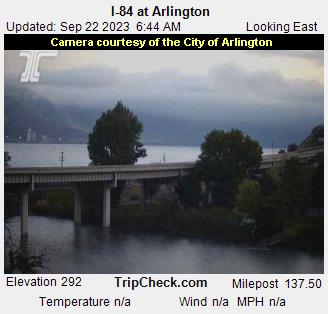 I-84 at Arlington
Updated: Sep 22 2023 6:44 AM Looking East
Camera courtesy of the City of Arlington
Elevation 292 TripCheck.com Milepost 137.50
Temperature n/a Wind n/a MPH n/a